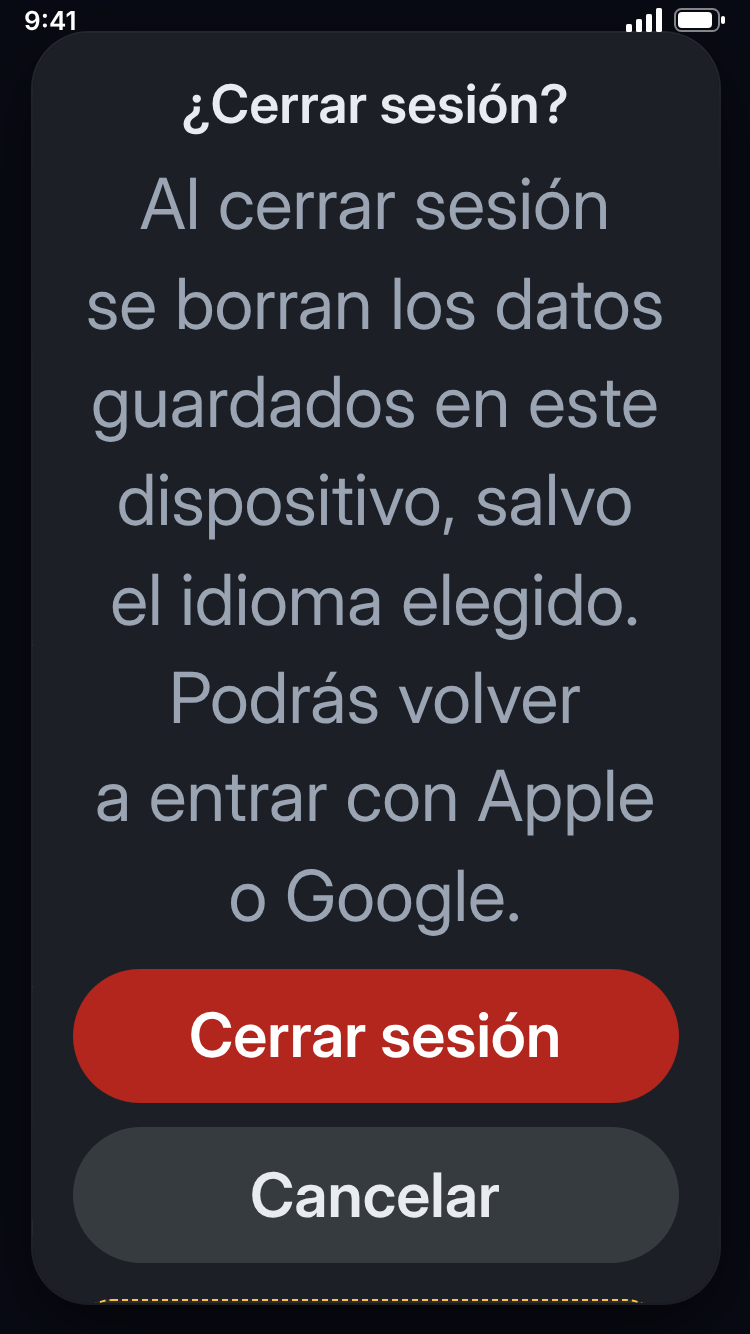 9:41
¿Cerrar sesión?
Al cerrar sesión
se borran los datos
guardados en este
dispositivo, salvo
el idioma elegido.
Podrás volver
a entrar con Apple
o Google.
Cerrar sesión
Cancelar